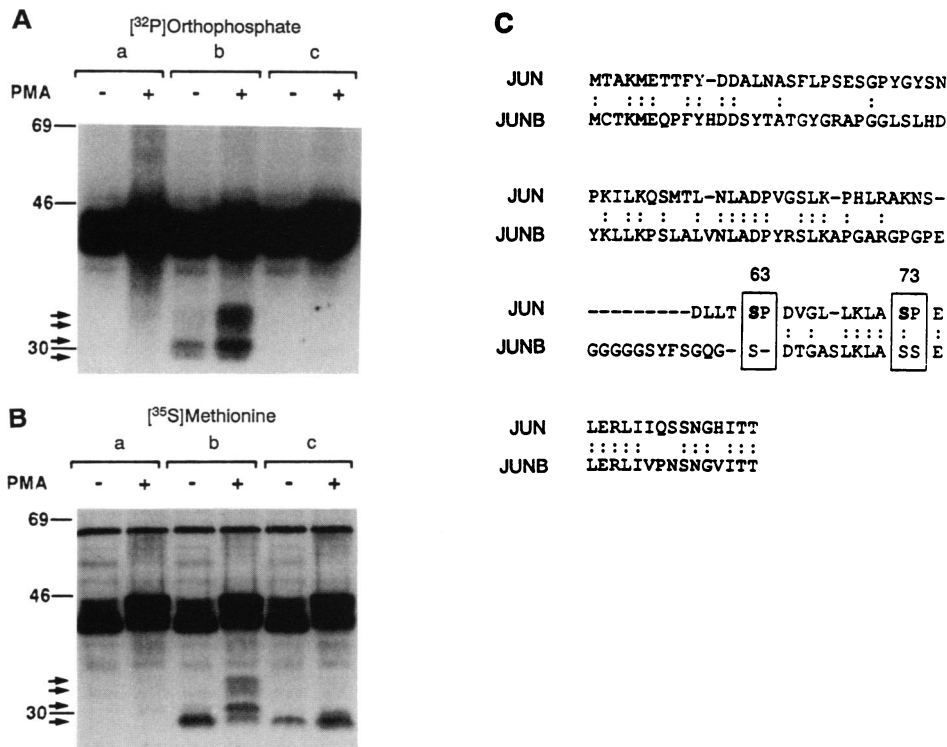 A
[32P]Orthophosphate
a b c
PMA - + - + - +
69
46
30
B
[35S]Methionine
a b c
PMA - + - + - +
69
46
30
C
JUN MTAKMETTFY-DDALNASFLPSESGPYGYSN
: ::: :: :: : :
JUNB MCTKMEQPFYHDDSYTATGYGRAPGGLSLHD
JUN PKILKQSMTL-NLADPVGSLK-PHLRAKNS-
: :: : : ::::: :: : :
JUNB YKLLKPSLALVNLADPYRSLKAPGARGPGPE
63 73
JUN ----------DLLT SP DVGL-LKLA SP E
: : :::: : :
JUNB GGGGGSYFSGQG- S- DTGASLKLA SS E
JUN LERLIIQSSNGHITT
::::: ::: :::
JUNB LERLIVPNSNGVITT